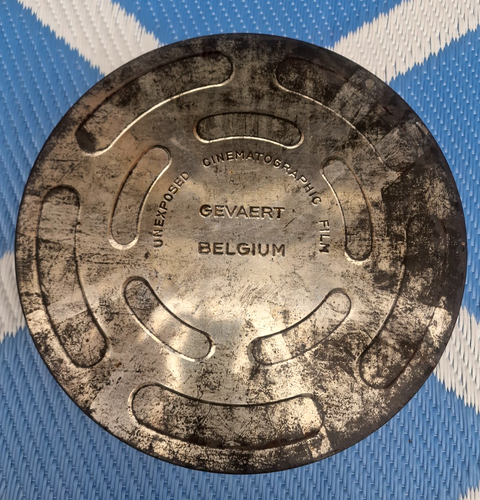 UNEXPOSED CINEMATOGRAPHIC FILM
GEVAERT
BELGIUM